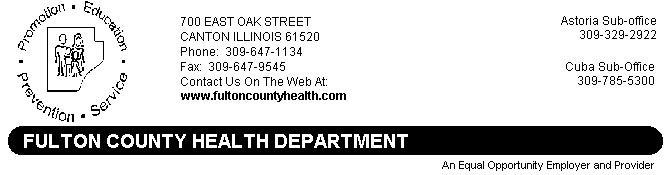 Promotion • Education • Service • Prevention •
700 EAST OAK STREET
CANTON ILLINOIS 61520
Phone: 309-647-1134
Fax: 309-647-9545
Contact Us On The Web At:
www.fultoncountyhealth.com
Astoria Sub-office
309-329-2922
Cuba Sub-Office
309-785-5300
FULTON COUNTY HEALTH DEPARTMENT
An Equal Opportunity Employer and Provider